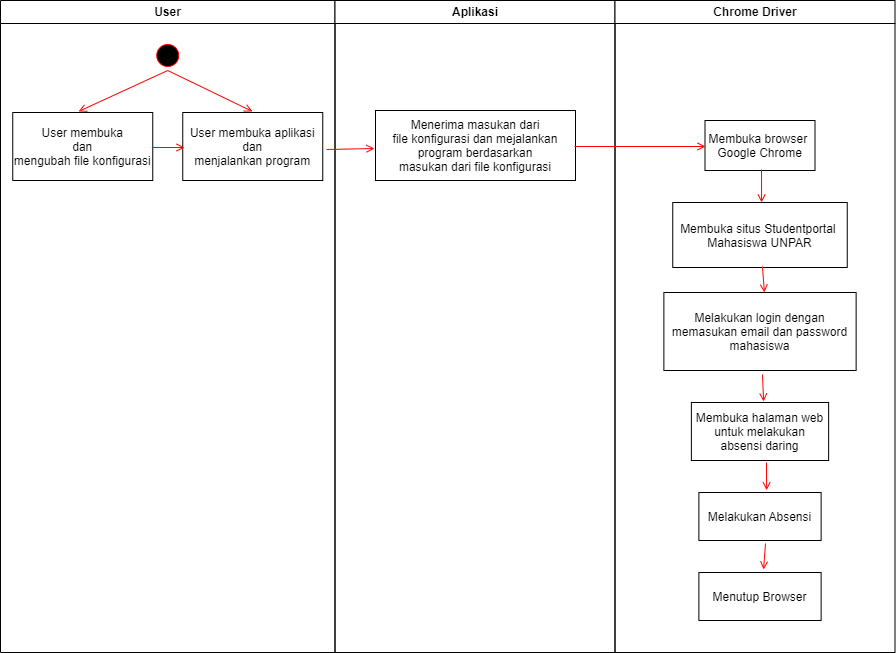 User
Aplikasi
Chrome Driver
User membuka
dan
mengubah file konfigurasi
User membuka aplikasi
dan
menjalankan program
Menerima masukan dari
file konfigurasi dan mejalankan
program berdasarkan
masukan dari file konfigurasi
Membuka browser
Google Chrome
Membuka situs Studentportal
Mahasiswa UNPAR
Melakukan login dengan
memasukan email dan password
mahasiswa
Membuka halaman web
untuk melakukan
absensi daring
Melakukan Absensi
Menutup Browser